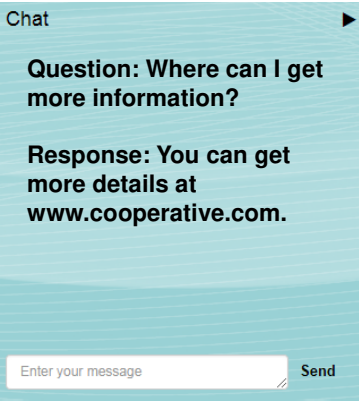 Chat
Question: Where can I get
more information?
Response: You can get
more details at
www.cooperative.com.
Enter your message
Send